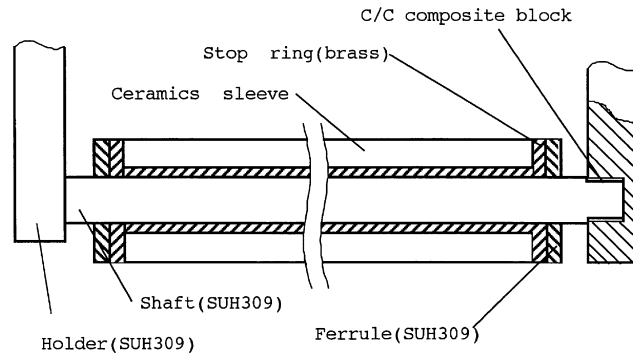 C/C composite block
Stop ring(brass)
Ceramics sleeve
Shaft(SUH309)
Ferrule(SUH309)
Holder(SUH309)